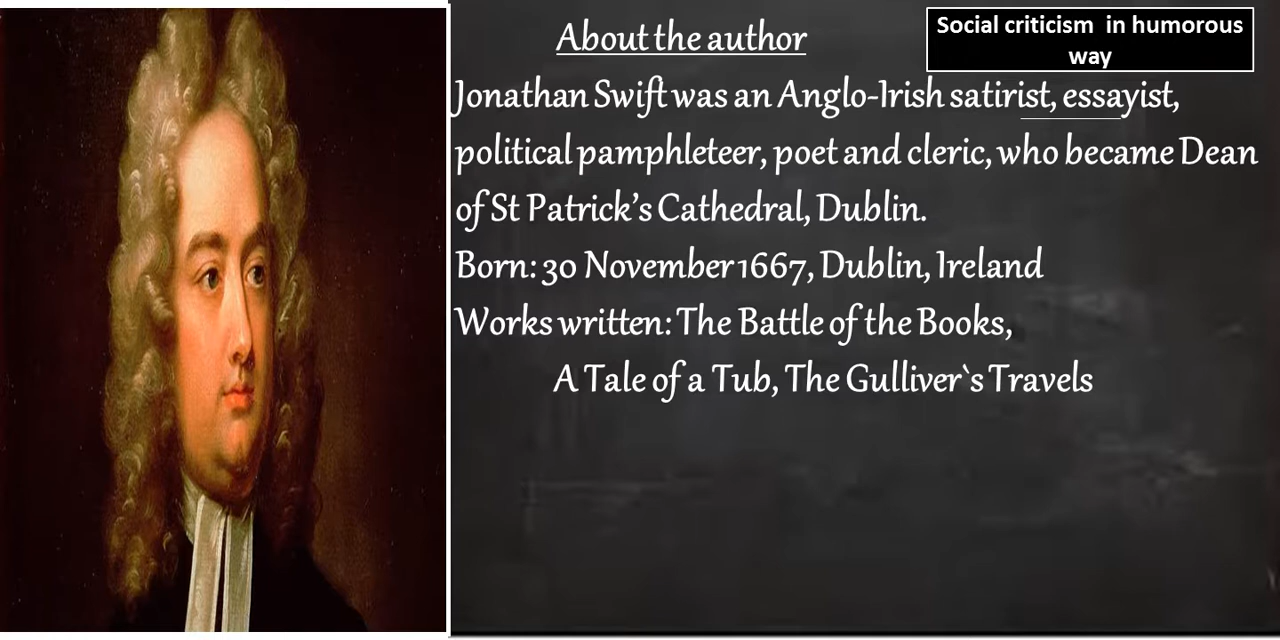 About the author
Social criticism in humorous
way
Jonathan Swift was an Anglo-Irish satirist, essayist,
political pamphleteer, poet and cleric, who became Dean
of St Patrick’s Cathedral, Dublin.
Born: 30 November 1667, Dublin, Ireland
Works written: The Battle of the Books,
A Tale of a Tub, The Gulliver`s Travels